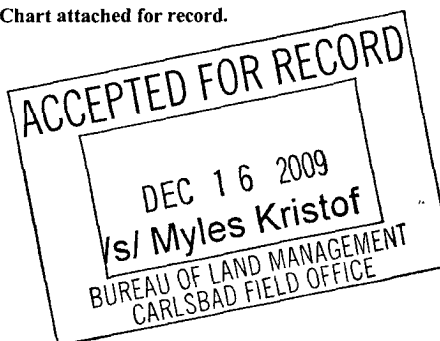 Chart attached for record.
ACCEPTED FOR RECORD
DEC 16 2009
/s/ Myles Kristof
BUREAU OF LAND MANAGEMENT
CARLSBAD FIELD OFFICE